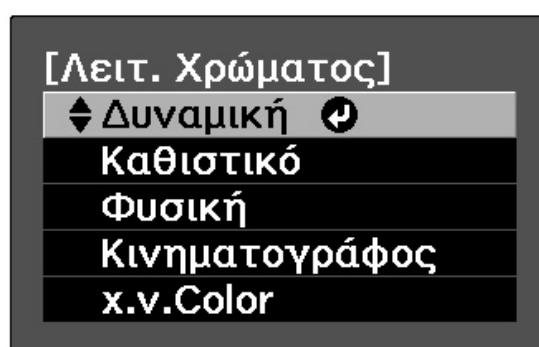 [Λειτ. Χρώματος]
Δυναμική
Καθιστικό
Φυσική
Κινηματογράφος
x.v.Color